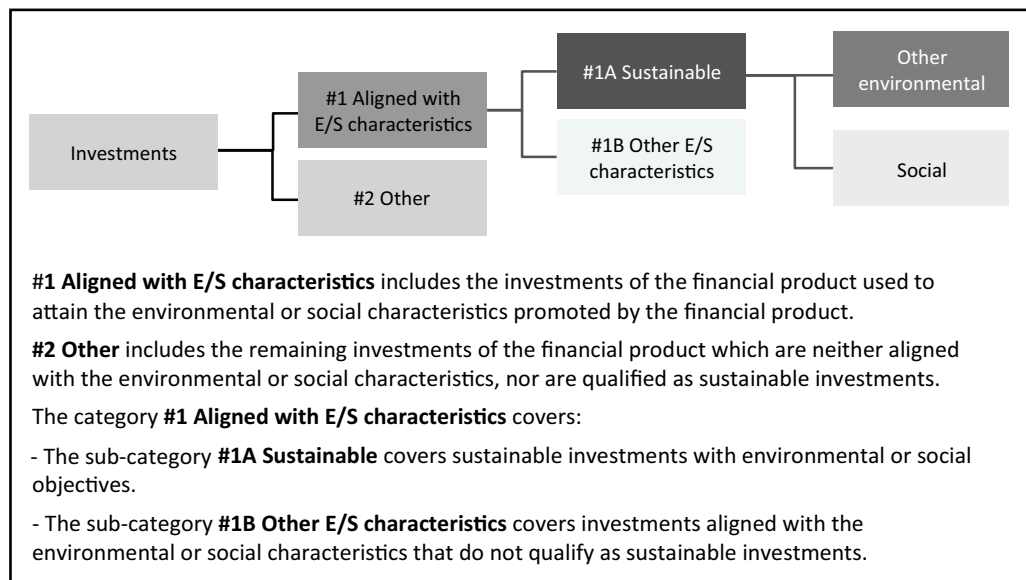 Investments
#1 Aligned with
E/S characteristics
#2 Other
#1A Sustainable
#1B Other E/S
characteristics
Other
environmental
Social
#1 Aligned with E/S characteristics includes the investments of the financial product used to
attain the environmental or social characteristics promoted by the financial product.
#2 Other includes the remaining investments of the financial product which are neither aligned
with the environmental or social characteristics, nor are qualified as sustainable investments.
The category #1 Aligned with E/S characteristics covers:
- The sub-category #1A Sustainable covers sustainable investments with environmental or social
objectives.
- The sub-category #1B Other E/S characteristics covers investments aligned with the
environmental or social characteristics that do not qualify as sustainable investments.